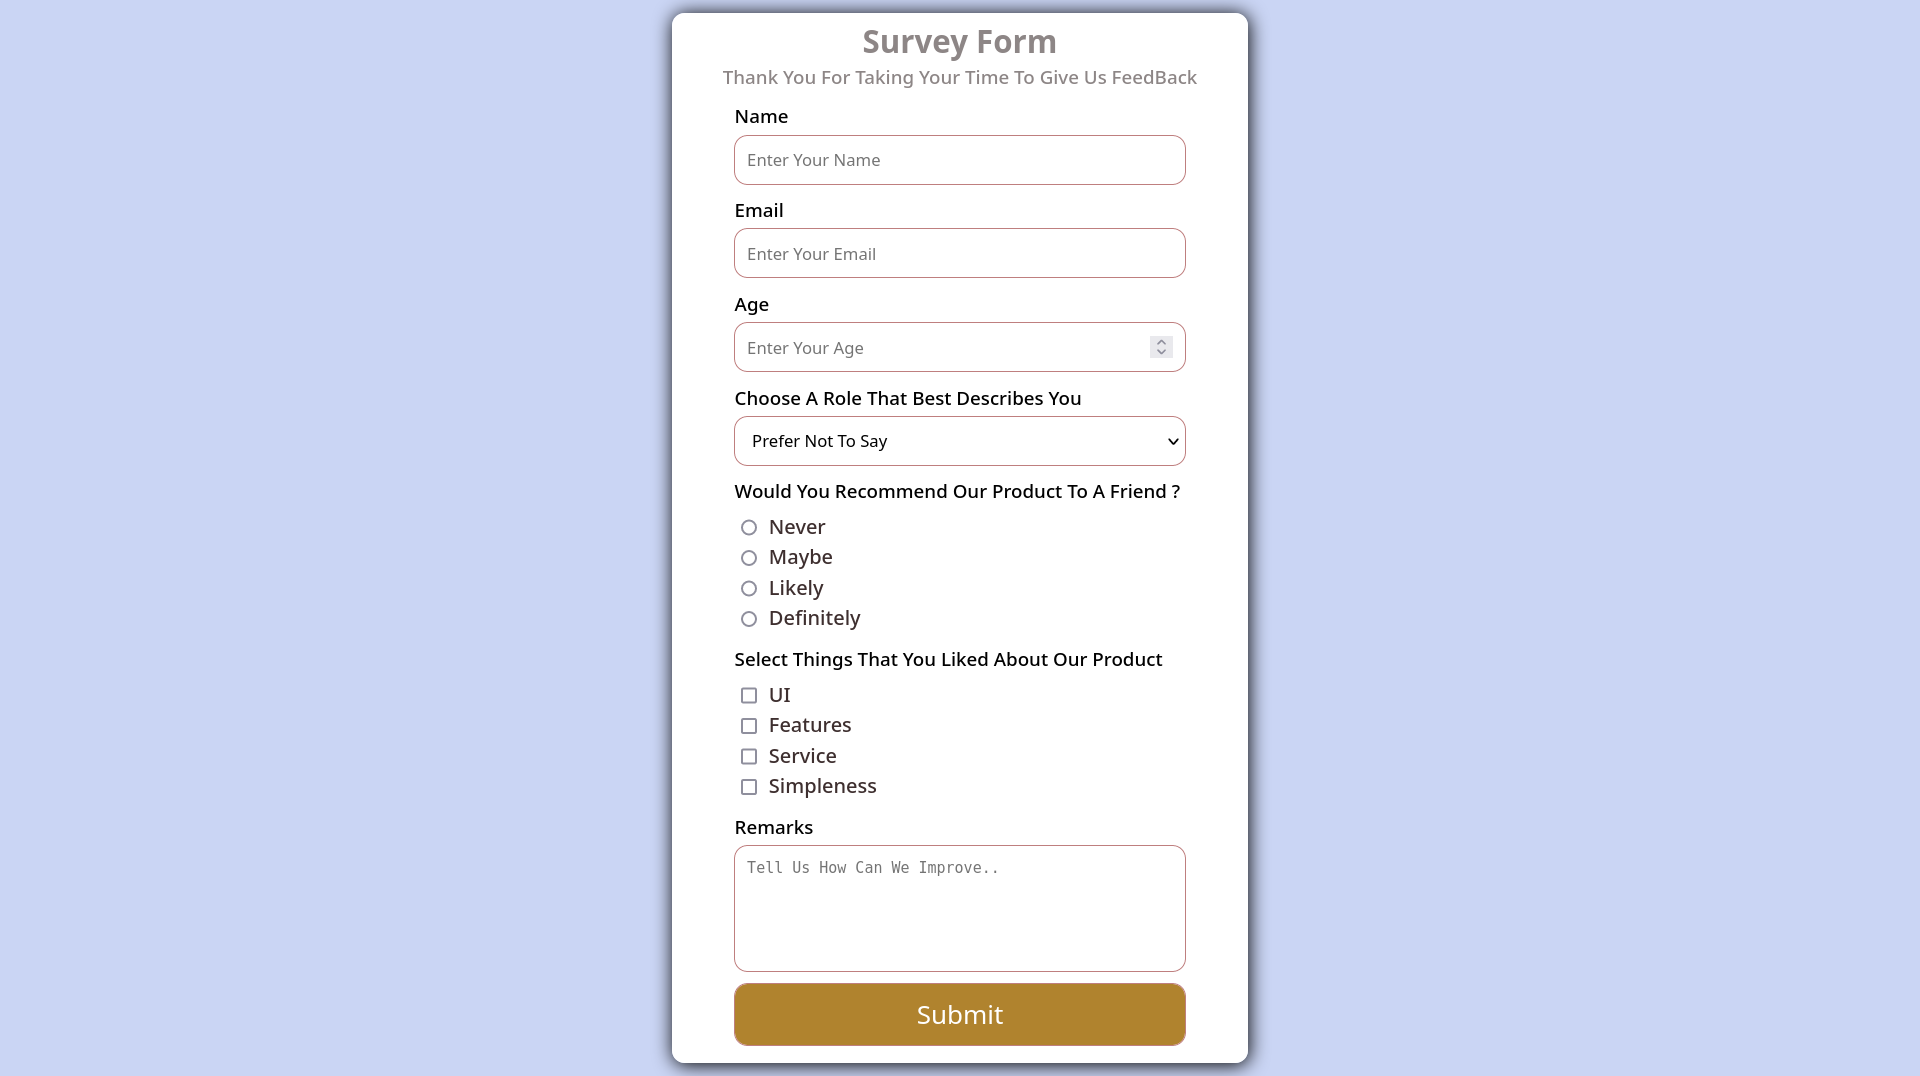 Survey Form
Thank You For Taking Your Time To Give Us FeedBack
Name
Enter Your Name
Email
Enter Your Email
Age
Enter Your Age
Choose A Role That Best Describes You
Prefer Not To Say
Would You Recommend Our Product To A Friend ?
Never
Maybe
Likely
Definitely
Select Things That You Liked About Our Product
UI
Features
Service
Simpleness
Remarks
Tell Us How Can We Improve..
Submit